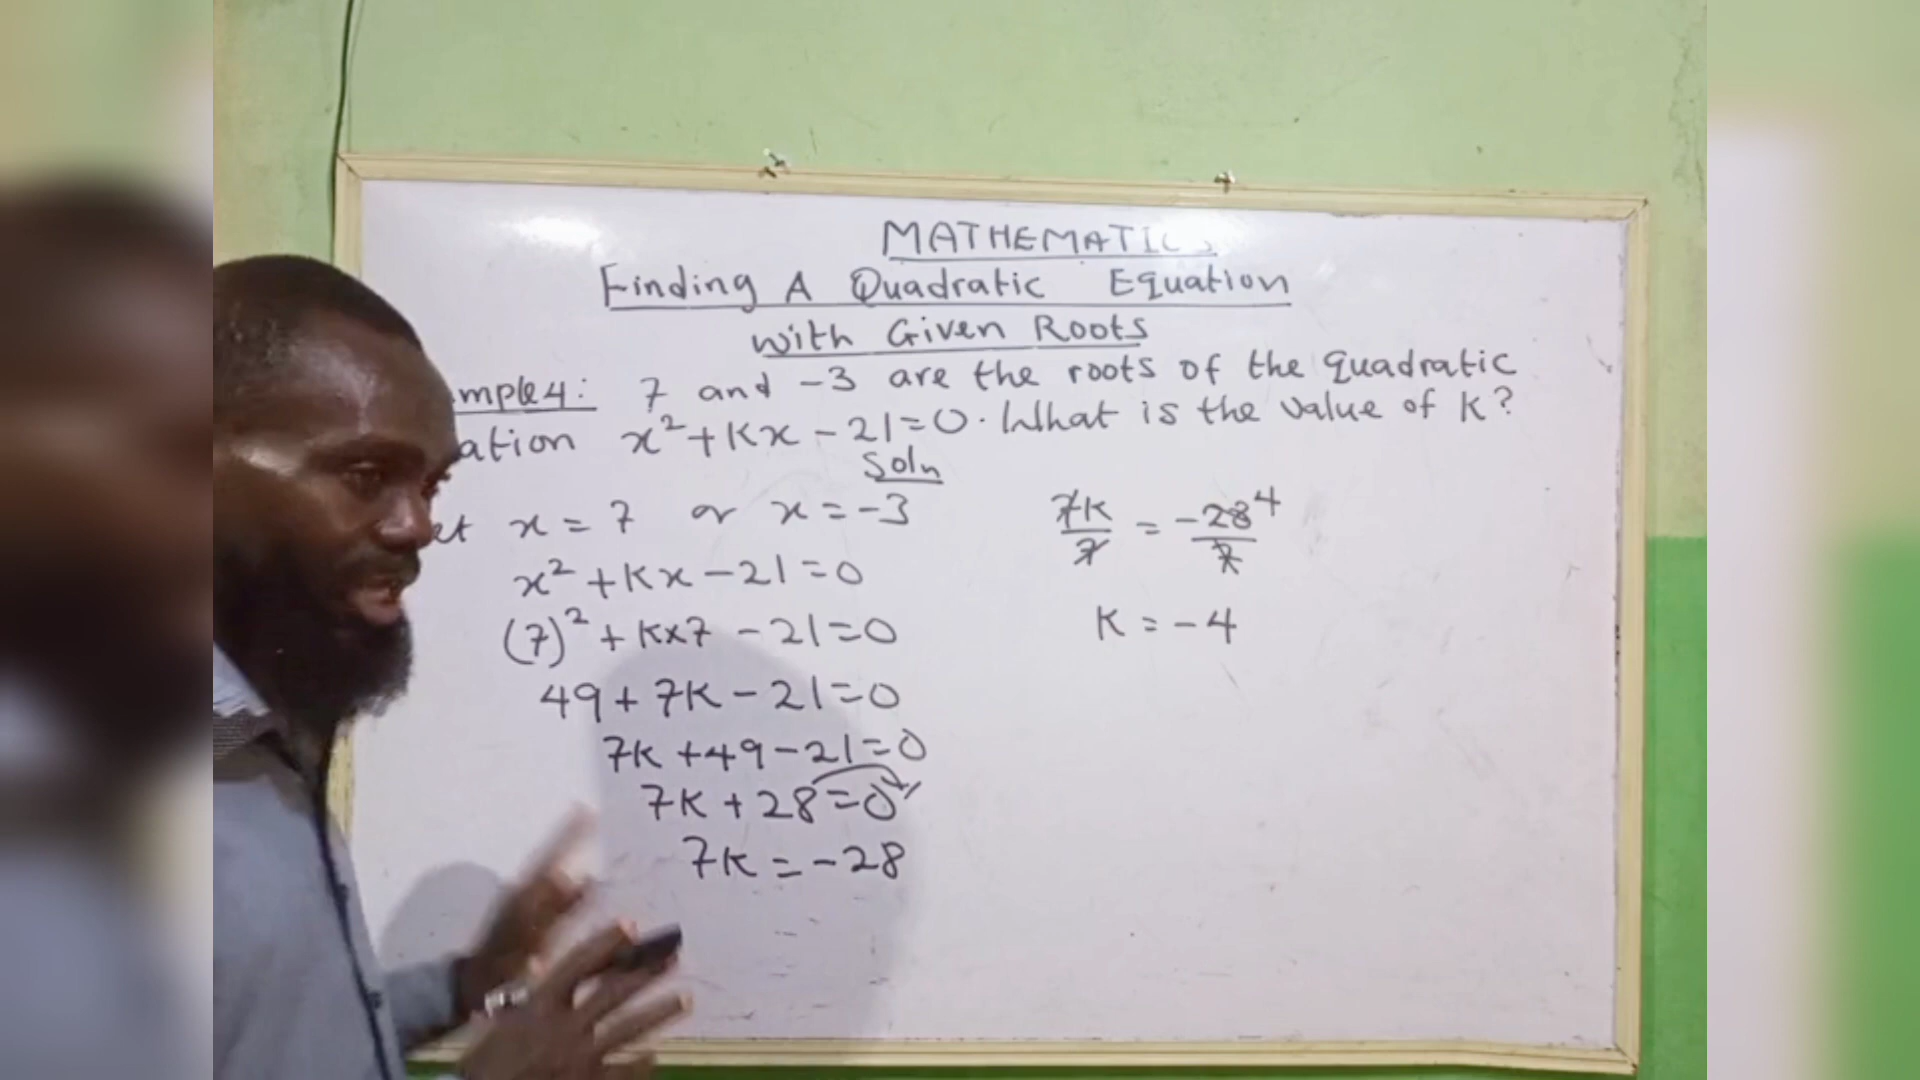 MATHEMATICS
Finding A Quadratic Equation
with Given Roots
mple4: 7 and -3 are the roots of the quadratic
ation x²+Kx-21=0. What is the value of K?
Soln
et x = 7 or x = -3
x²+Kx-21=0
(7)²+Kx7-21=0
49+7K-21=0
7K+49-21=0
7K+28=0
7K=-28
7K/7 = -28/7 4
K = -4